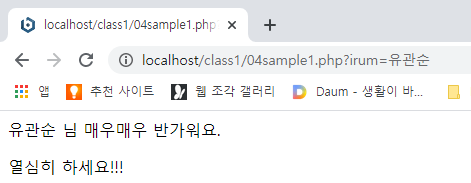 localhost/class1/04sample1.php
localhost/class1/04sample1.php?irum=유관순
앱 추천 사이트 웹 조각 갤러리 Daum - 생활이 바...
유관순 님 매우매우 반가워요.
열심히 하세요!!!